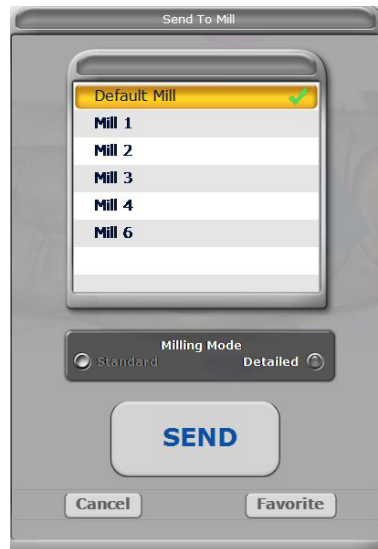 Send To Mill
Default Mill
Mill 1
Mill 2
Mill 3
Mill 4
Mill 6
Milling Mode
Standard Detailed
SEND
Cancel Favorite